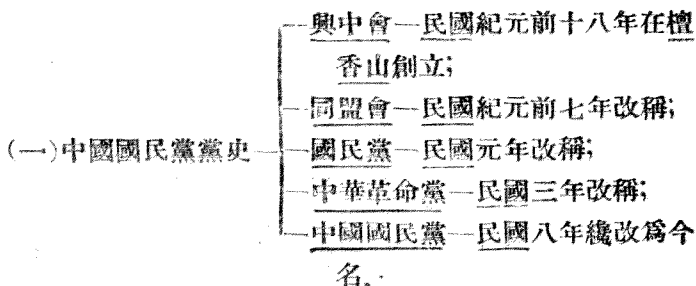 興中會—民國紀元前十八年在檀
香山創立;
同盟會—民國紀元前七年改稱;
(一)中國國民黨黨史
國民黨—民國元年改稱;
中華革命黨—民國三年改稱;
中國國民黨—民國八年纔改爲今
名.